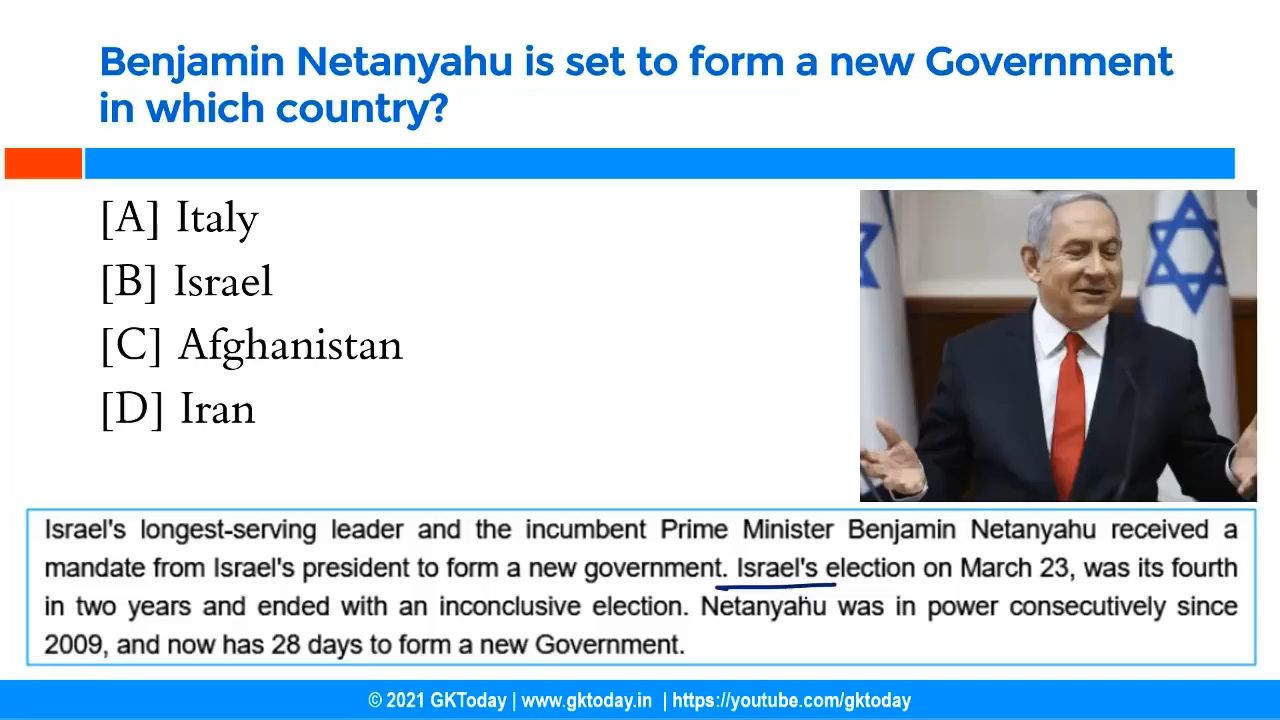 Benjamin Netanyahu is set to form a new Government
in which country?
[A] Italy
[B] Israel
[C] Afghanistan
[D] Iran
Israel's longest-serving leader and the incumbent Prime Minister Benjamin Netanyahu received a
mandate from Israel's president to form a new government. Israel's election on March 23, was its fourth
in two years and ended with an inconclusive election. Netanyahu was in power consecutively since
2009, and now has 28 days to form a new Government.
© 2021 GKToday | www.gktoday.in | https://youtube.com/gktoday